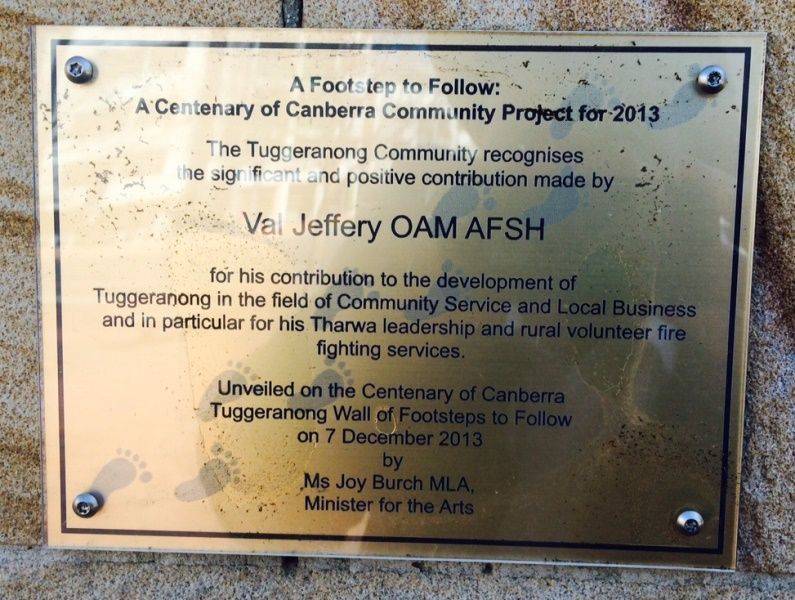 A Footstep to Follow:
A Centenary of Canberra Community Project for 2013
The Tuggeranong Community recognises
the significant and positive contribution made by
Val Jeffery OAM AFSH
for his contribution to the development of
Tuggeranong in the field of Community Service and Local Business
and in particular for his Tharwa leadership and rural volunteer fire
fighting services.
Unveiled on the Centenary of Canberra
Tuggeranong Wall of Footsteps to Follow
on 7 December 2013
by
Ms Joy Burch MLA,
Minister for the Arts